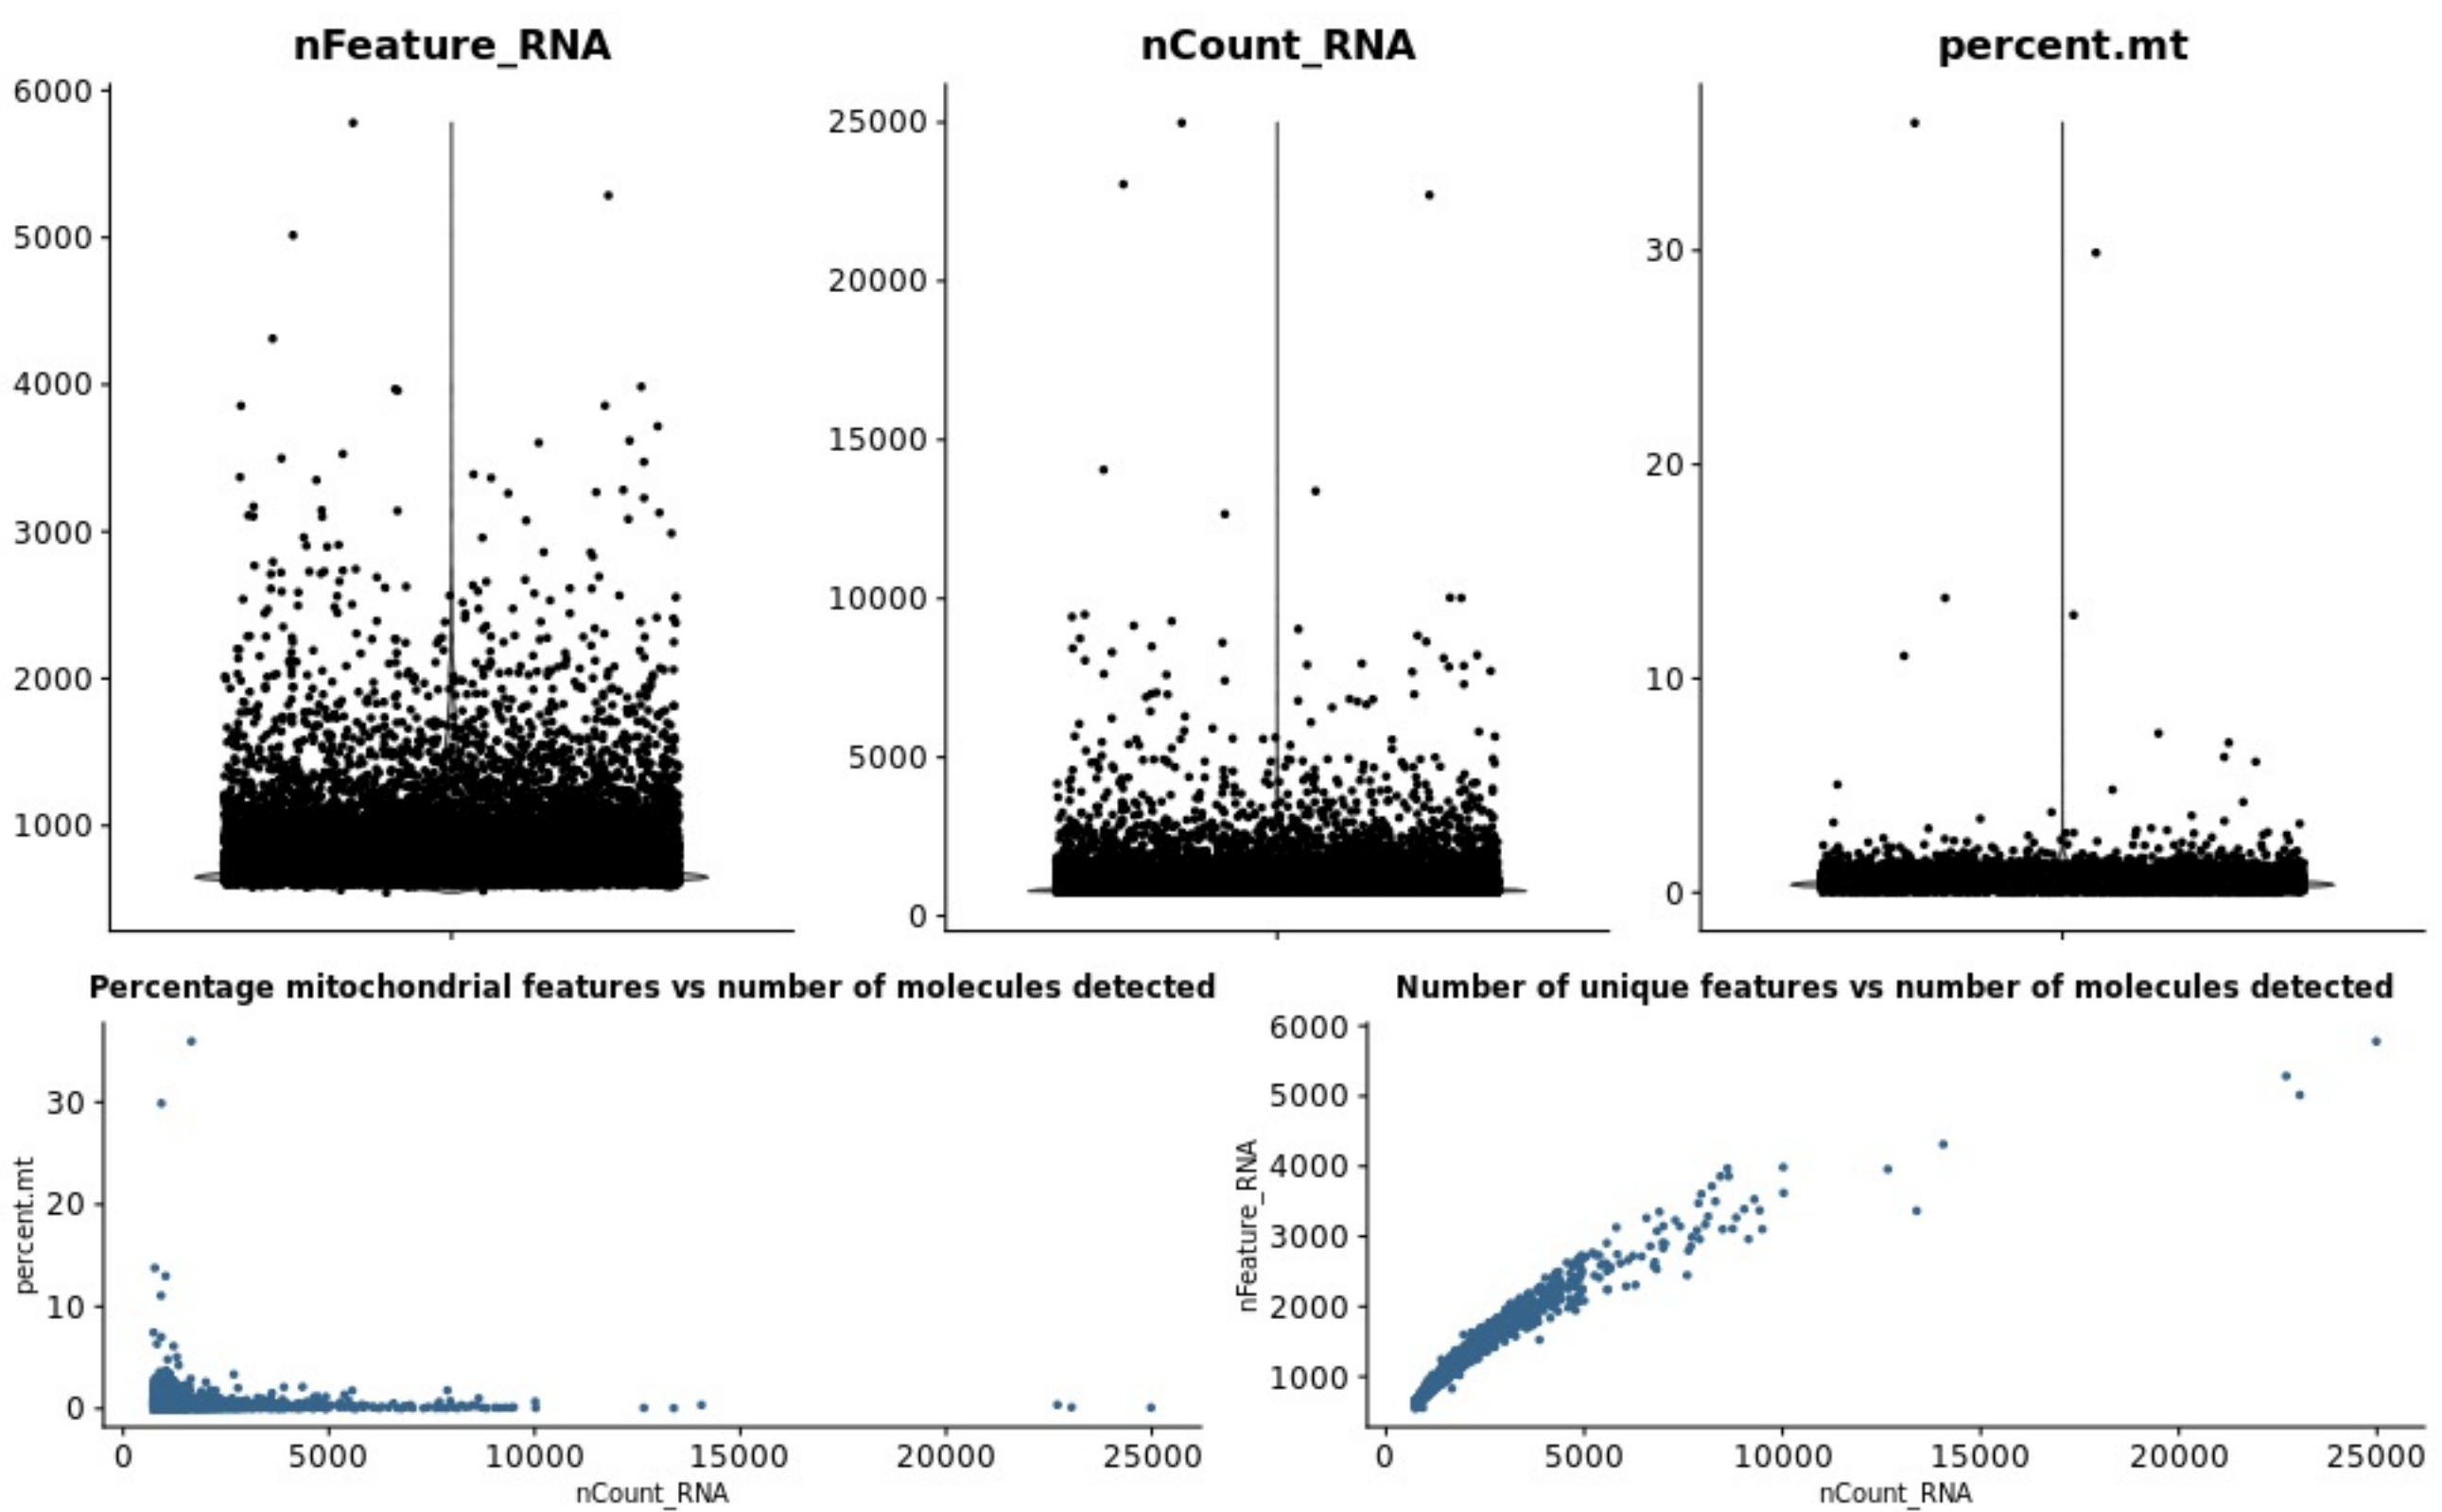 nFeature_RNA
6000
5000
4000
3000
2000
1000
nCount_RNA
25000
20000
15000
10000
5000
0
percent.mt
30
20
10
0
Percentage mitochondrial features vs number of molecules detected
percent.mt
30
20
10
0
0 5000 10000 15000 20000 25000
nCount_RNA
Number of unique features vs number of molecules detected
nFeature_RNA
6000
5000
4000
3000
2000
1000
0 5000 10000 15000 20000 25000
nCount_RNA